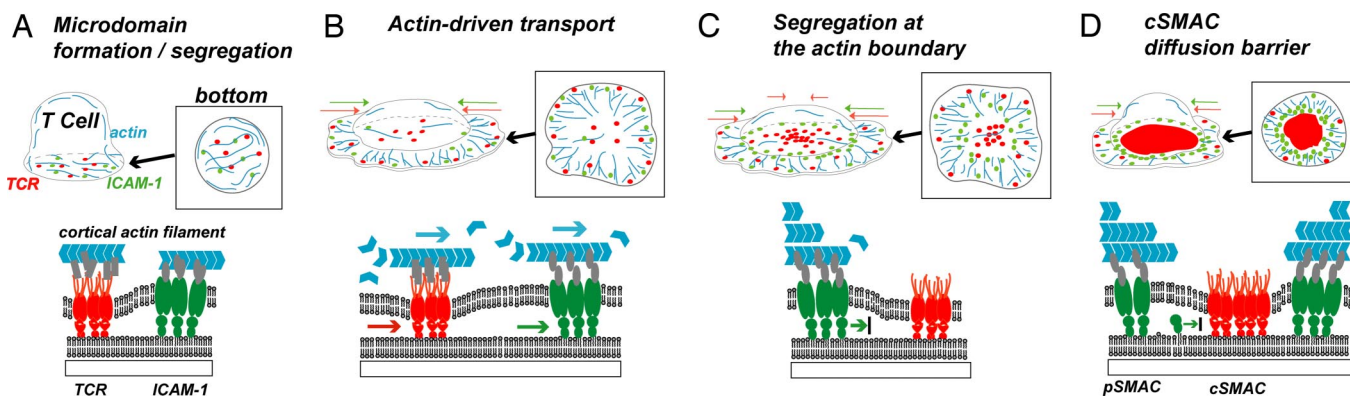 A
Microdomain
formation / segregation
bottom
T Cell
actin
TCR
ICAM-1
cortical actin filament
TCR
ICAM-1
B
Actin-driven transport
C
Segregation at
the actin boundary
D
cSMAC
diffusion barrier
pSMAC
cSMAC